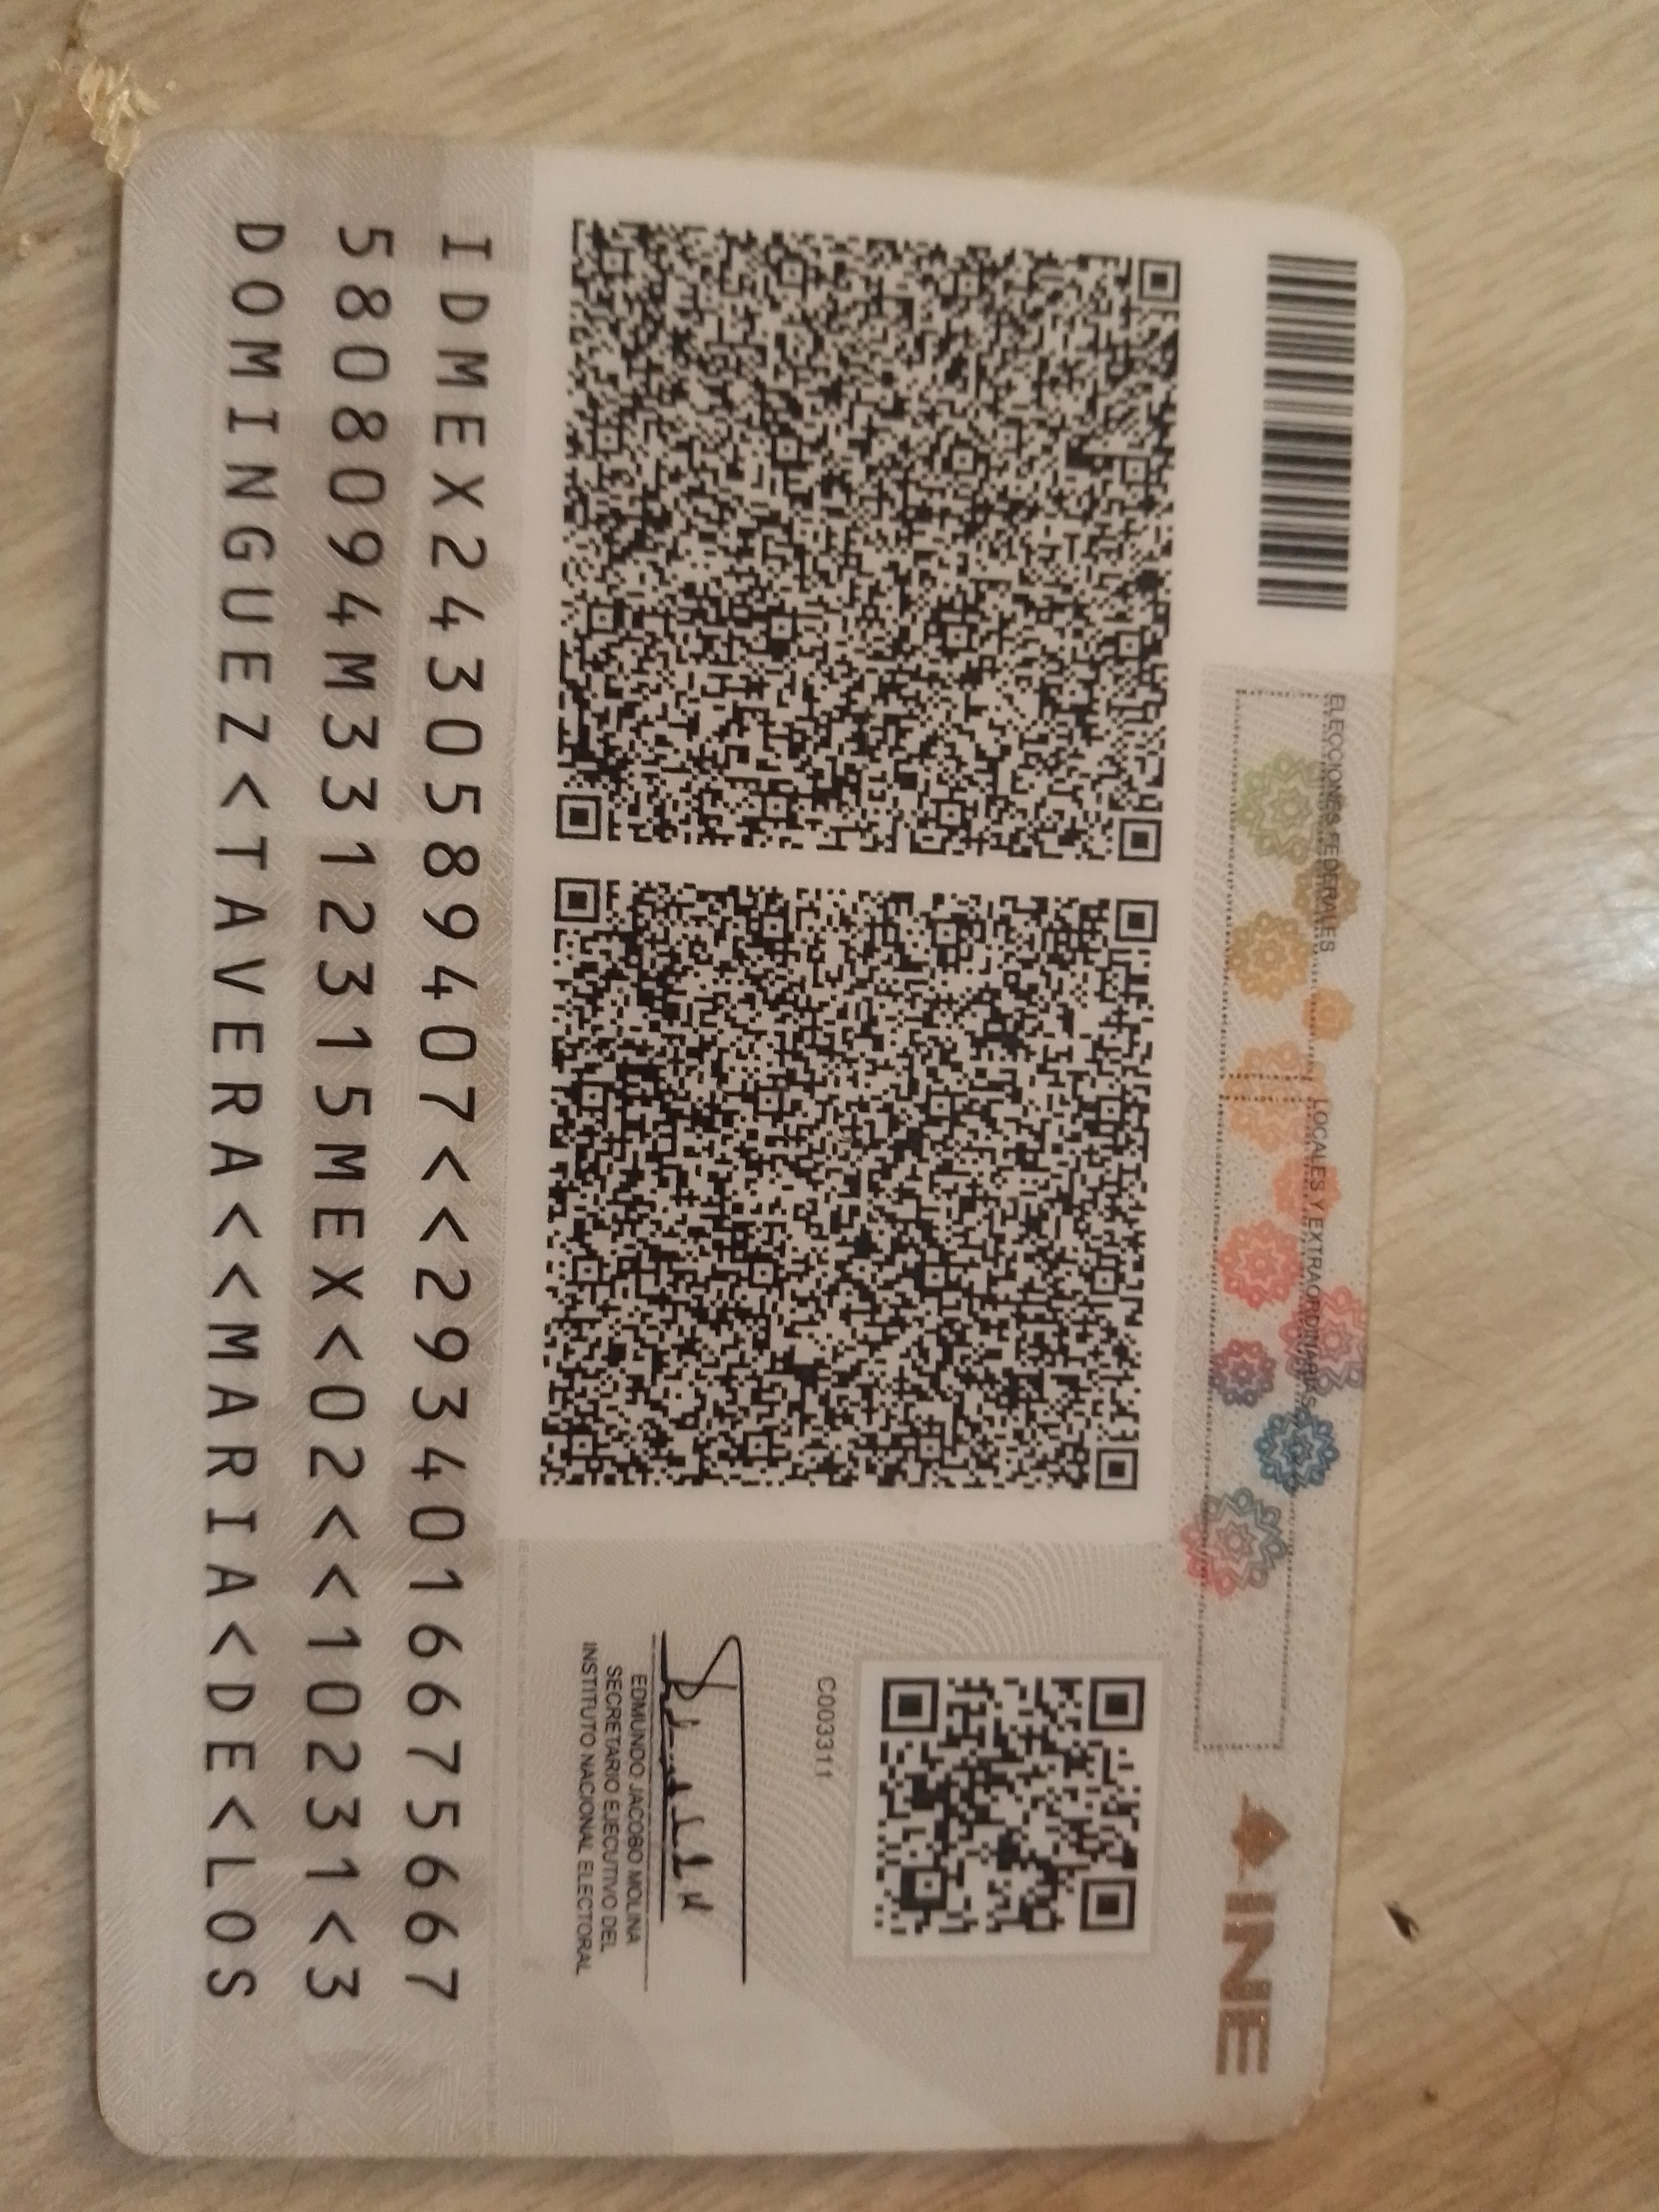 ELECCIONES FEDERALES
LOCALES Y EXTRAORDINARIAS
INE
C003311
EDMUNDO JACOBO MOLINA
SECRETARIO EJECUTIVO DEL
INSTITUTO NACIONAL ELECTORAL
IDMEX2430589407<<2934016675667
5808094M3312315MEX<02<<10231<3
DOMINGUEZ<TAVERA<<MARIA<DE<LOS